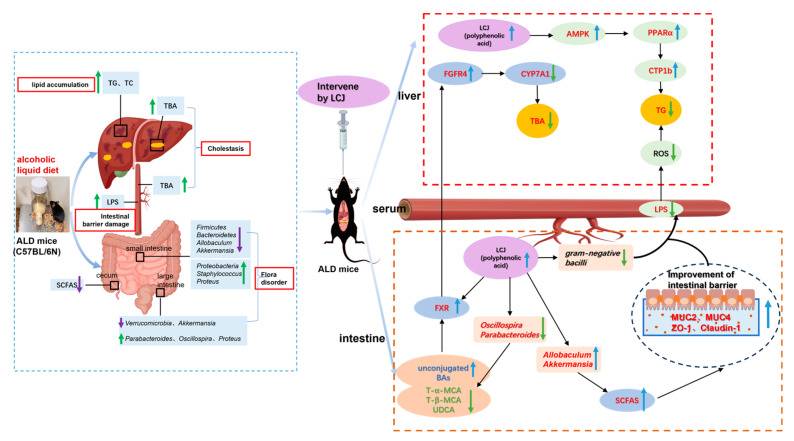 lipid accumulation
TG、TC
TBA
Cholestasis
alcoholic
liquid diet
LPS
TBA
Intestinal
barrier damage
ALD mice
(C57BL/6N)
small intestine
Firmicutes
Bacteroidetes
Allobaculum
Akkermansia
Proteobacteria
Staphylococcus
Proteus
Flora
disorder
SCFAS
cecum
large
intestine
Verrucomicrobia、Akkermansia
Parabacteroides、Oscillospira、Proteus
Intervene
by LCJ
ALD mice
liver
serum
intestine
LCJ
(polyphenolic
acid)
AMPK
PPARα
FGFR4
CYP7A1
CTP1b
TBA
TG
ROS
LPS
LCJ
(polyphenolic
acid)
gram-negative
bacilli
Improvement of
intestinal barrier
MUC2、MUC4
ZO-1、Claudin-1
FXR
Oscillospira
Parabacteroides
Allobaculum
Akkermansia
unconjugated
BAs
T-α-MCA
T-β-MCA
UDCA
SCFAS